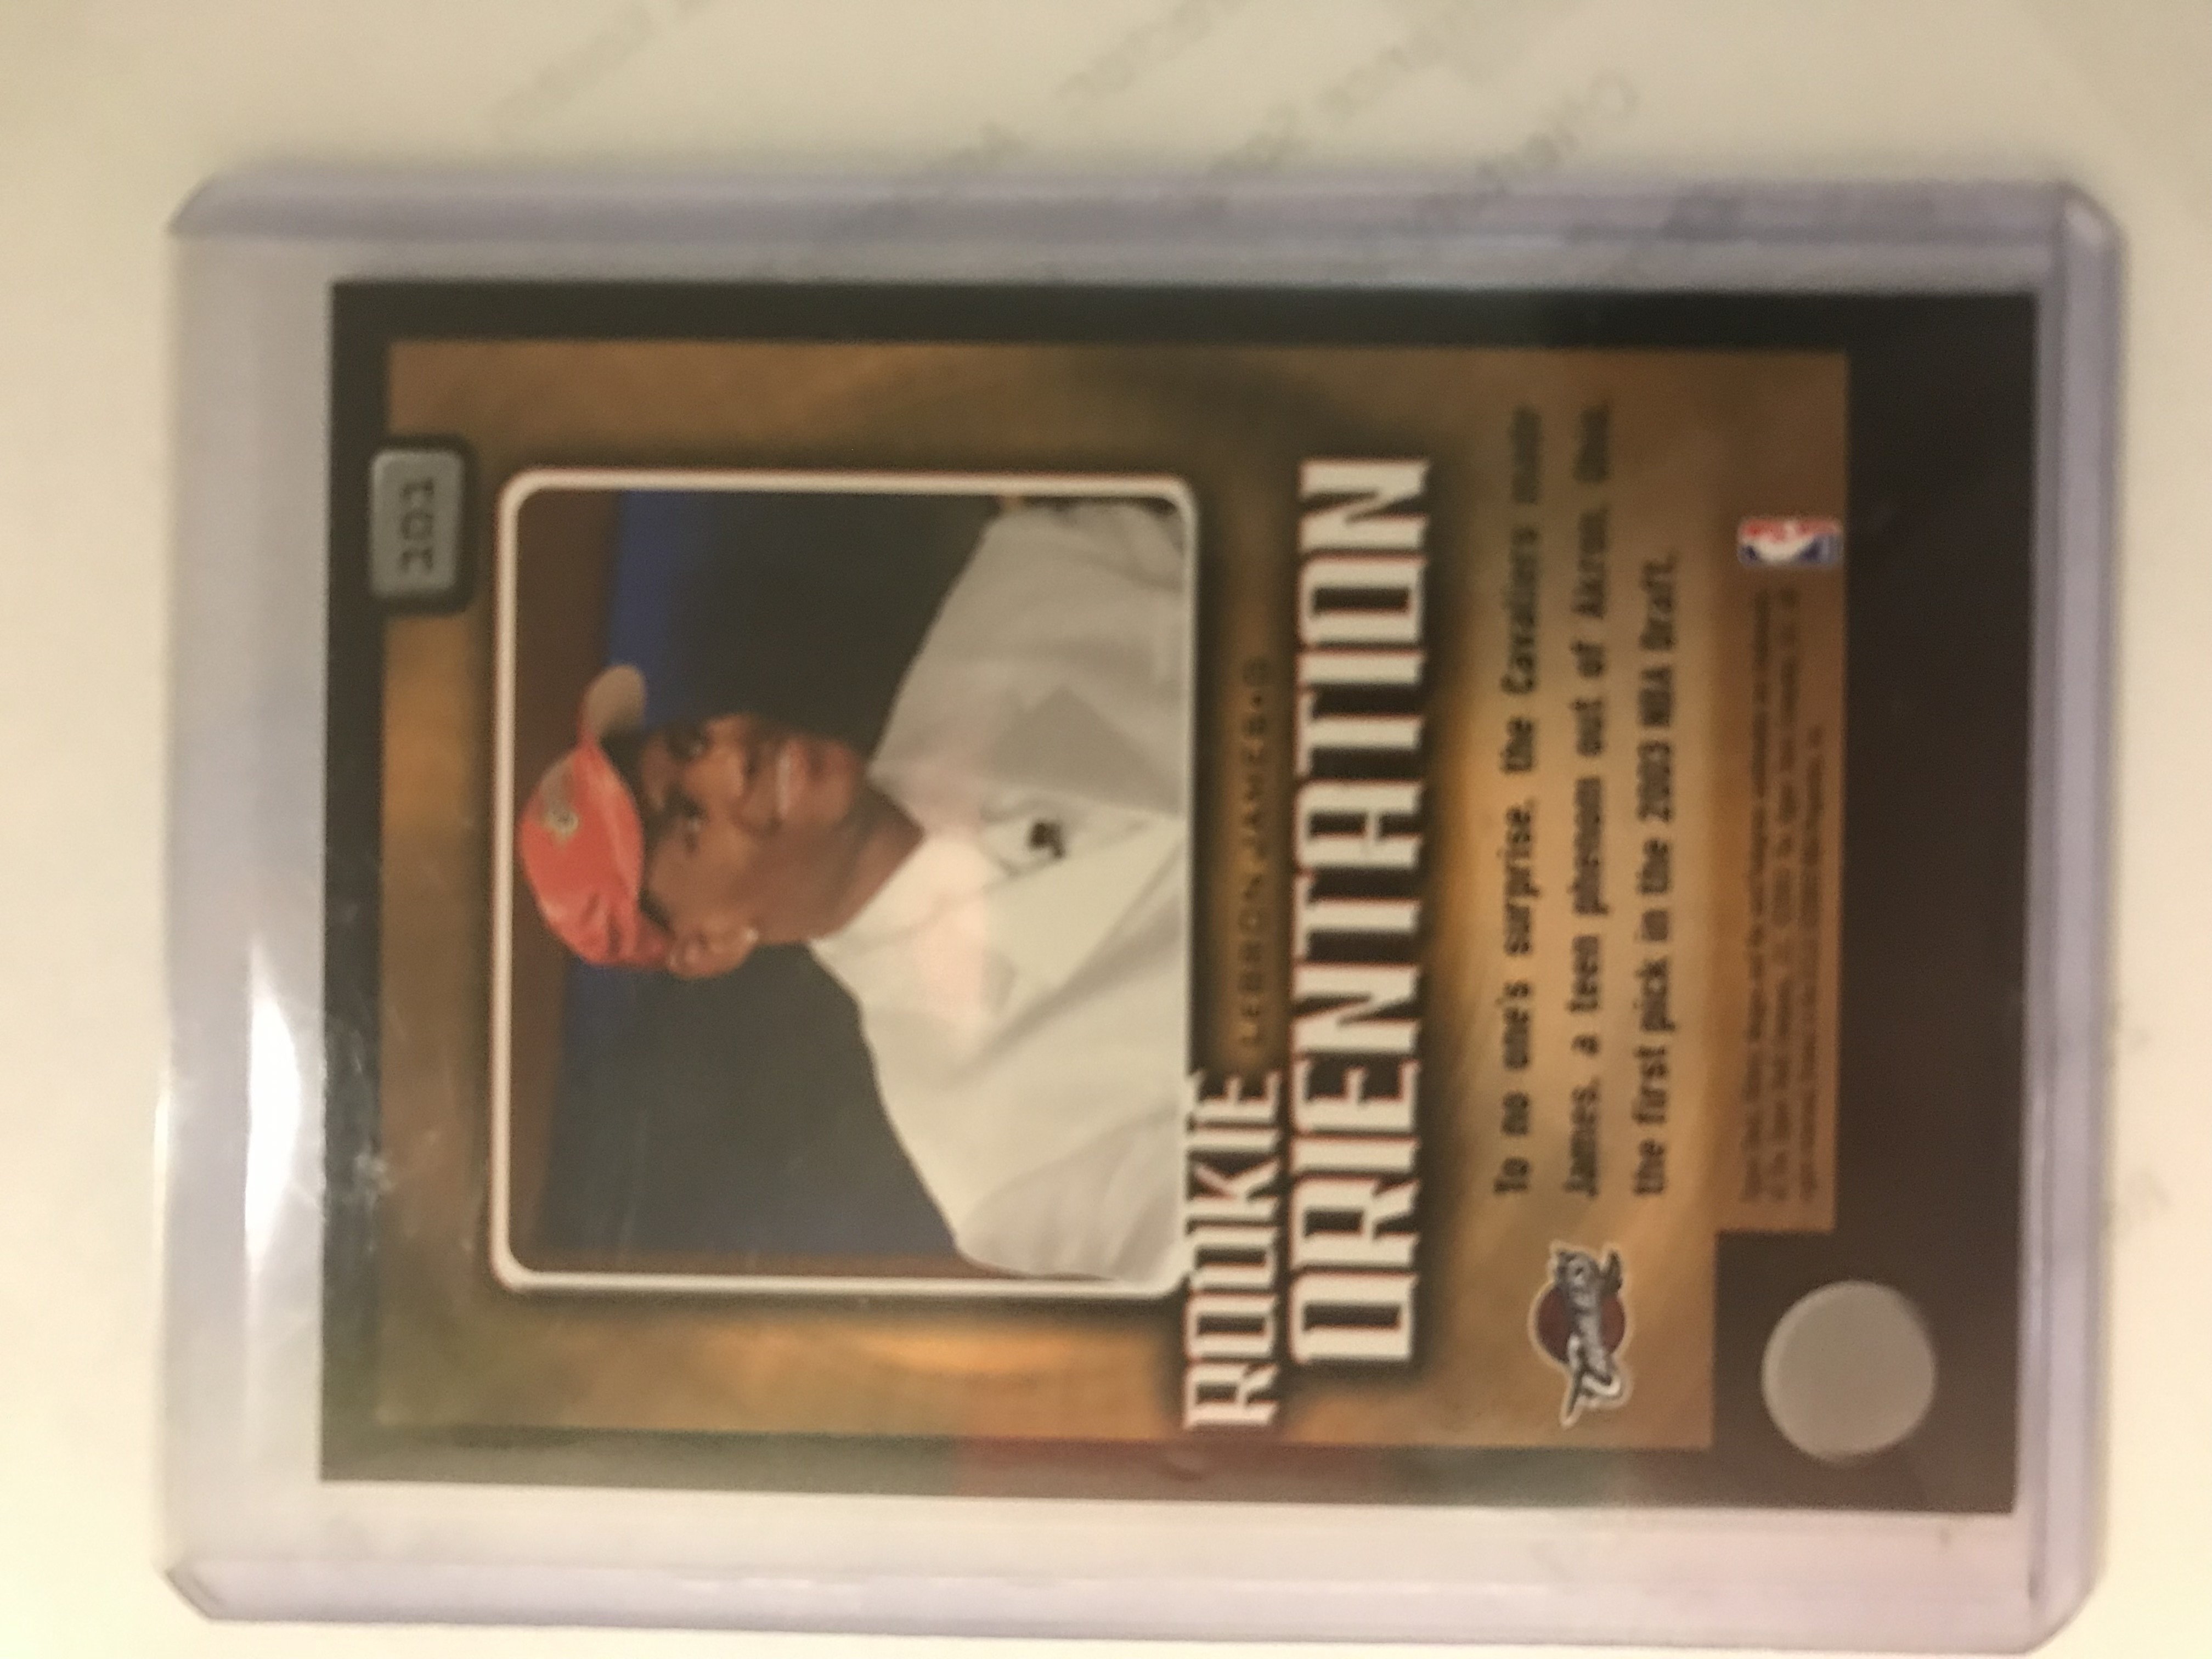 101
ROOKIE
LEBRON JAMES • G
ORIENTATION
To no one's surprise, the Cavaliers made
James, a teen phenom out of Akron, Ohio,
the first pick in the 2003 NBA Draft.
CAVALIERS